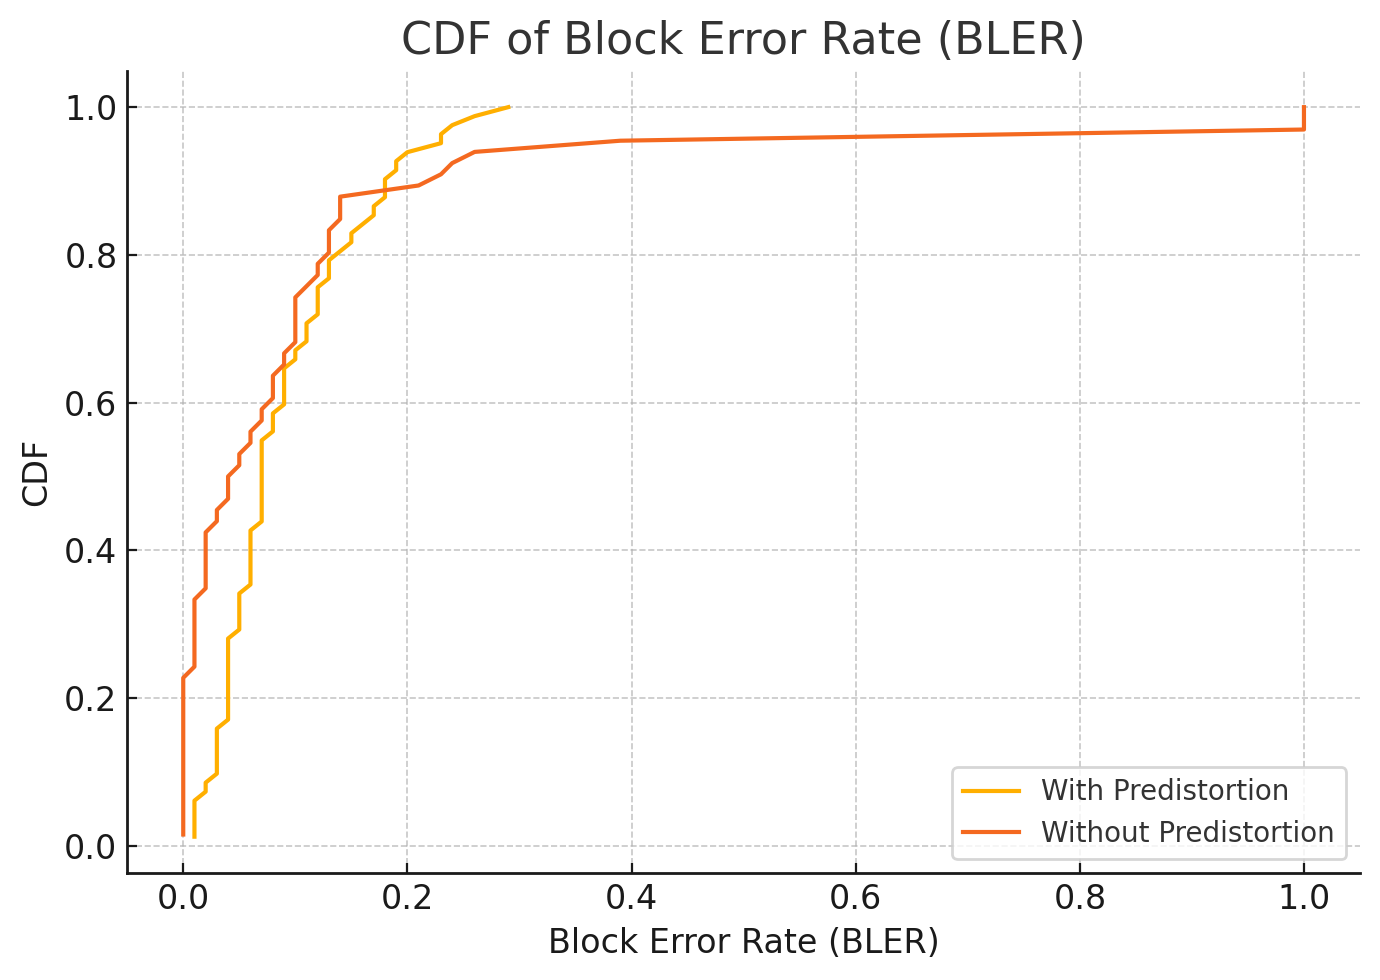 CDF of Block Error Rate (BLER)
CDF
1.0
0.8
0.6
0.4
0.2
0.0
0.0 0.2 0.4 0.6 0.8 1.0
Block Error Rate (BLER)
With Predistortion
Without Predistortion